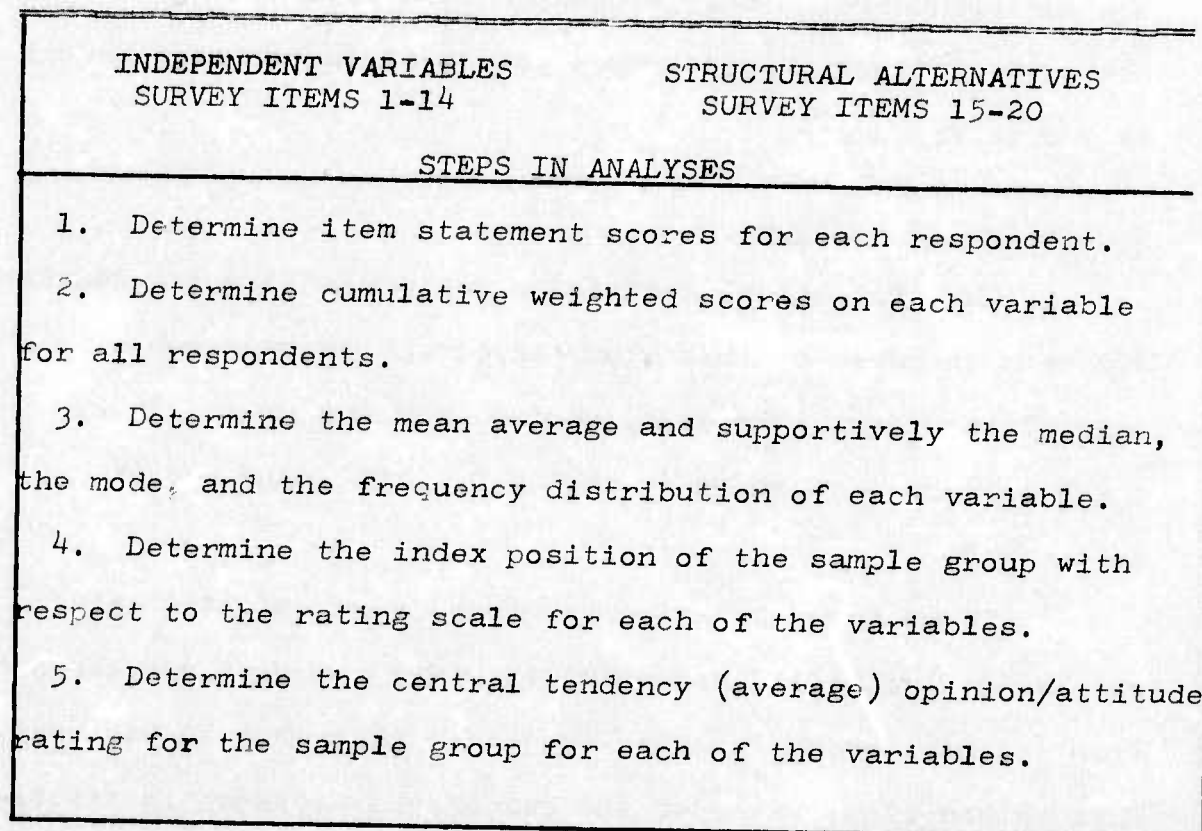 INDEPENDENT VARIABLES STRUCTURAL ALTERNATIVES
SURVEY ITEMS 1-14 SURVEY ITEMS 15-20
STEPS IN ANALYSES
1. Determine item statement scores for each respondent.
2. Determine cumulative weighted scores on each variable
for all respondents.
3. Determine the mean average and supportively the median,
the mode, and the frequency distribution of each variable.
4. Determine the index position of the sample group with
respect to the rating scale for each of the variables.
5. Determine the central tendency (average) opinion/attitude
rating for the sample group for each of the variables.